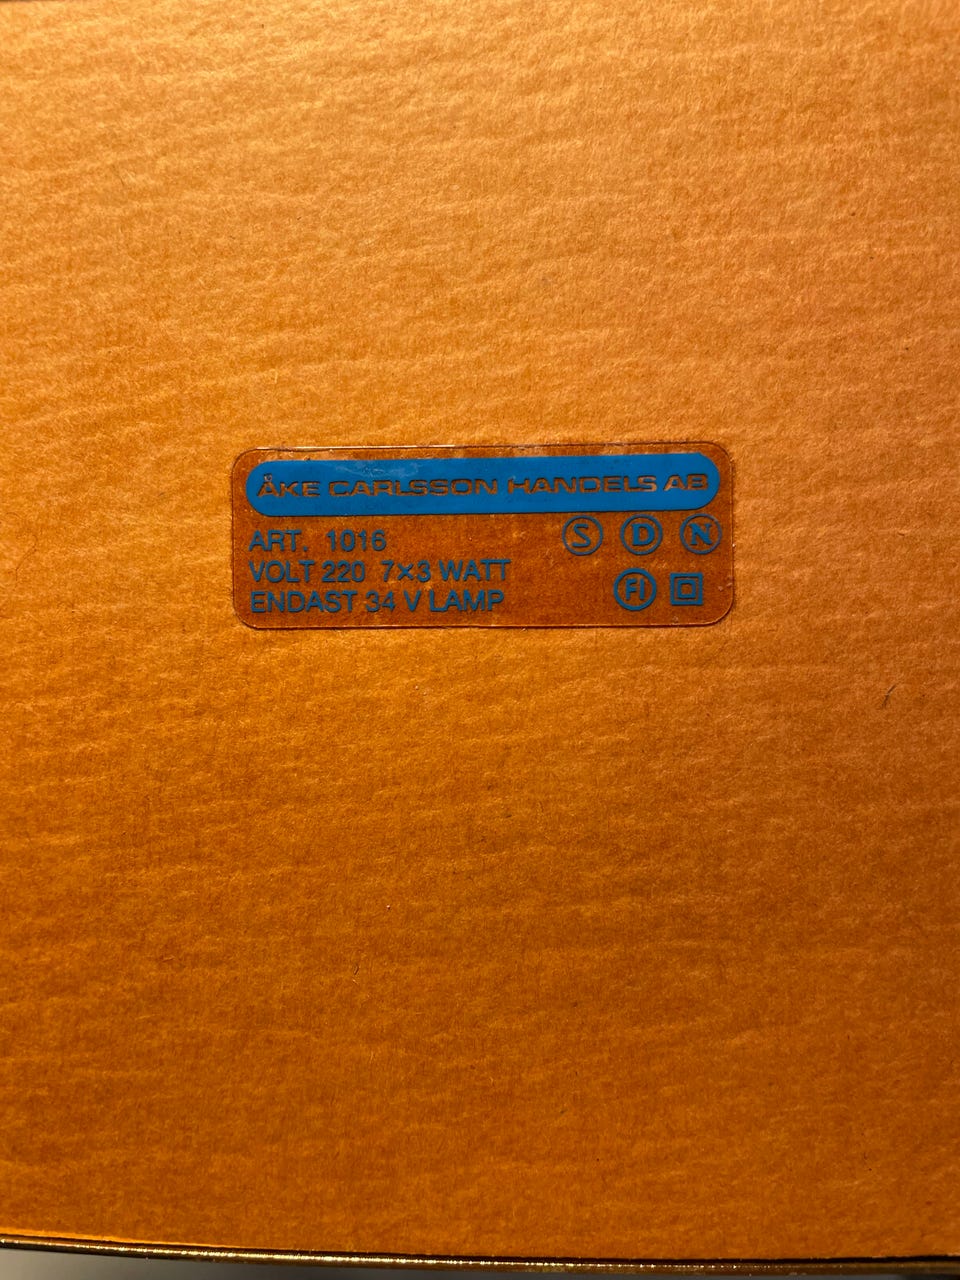 ÅKE CARLSSON HANDELS AB
ART. 1016 S D N
VOLT 220 7×3 WATT
ENDAST 34 V LAMP FI